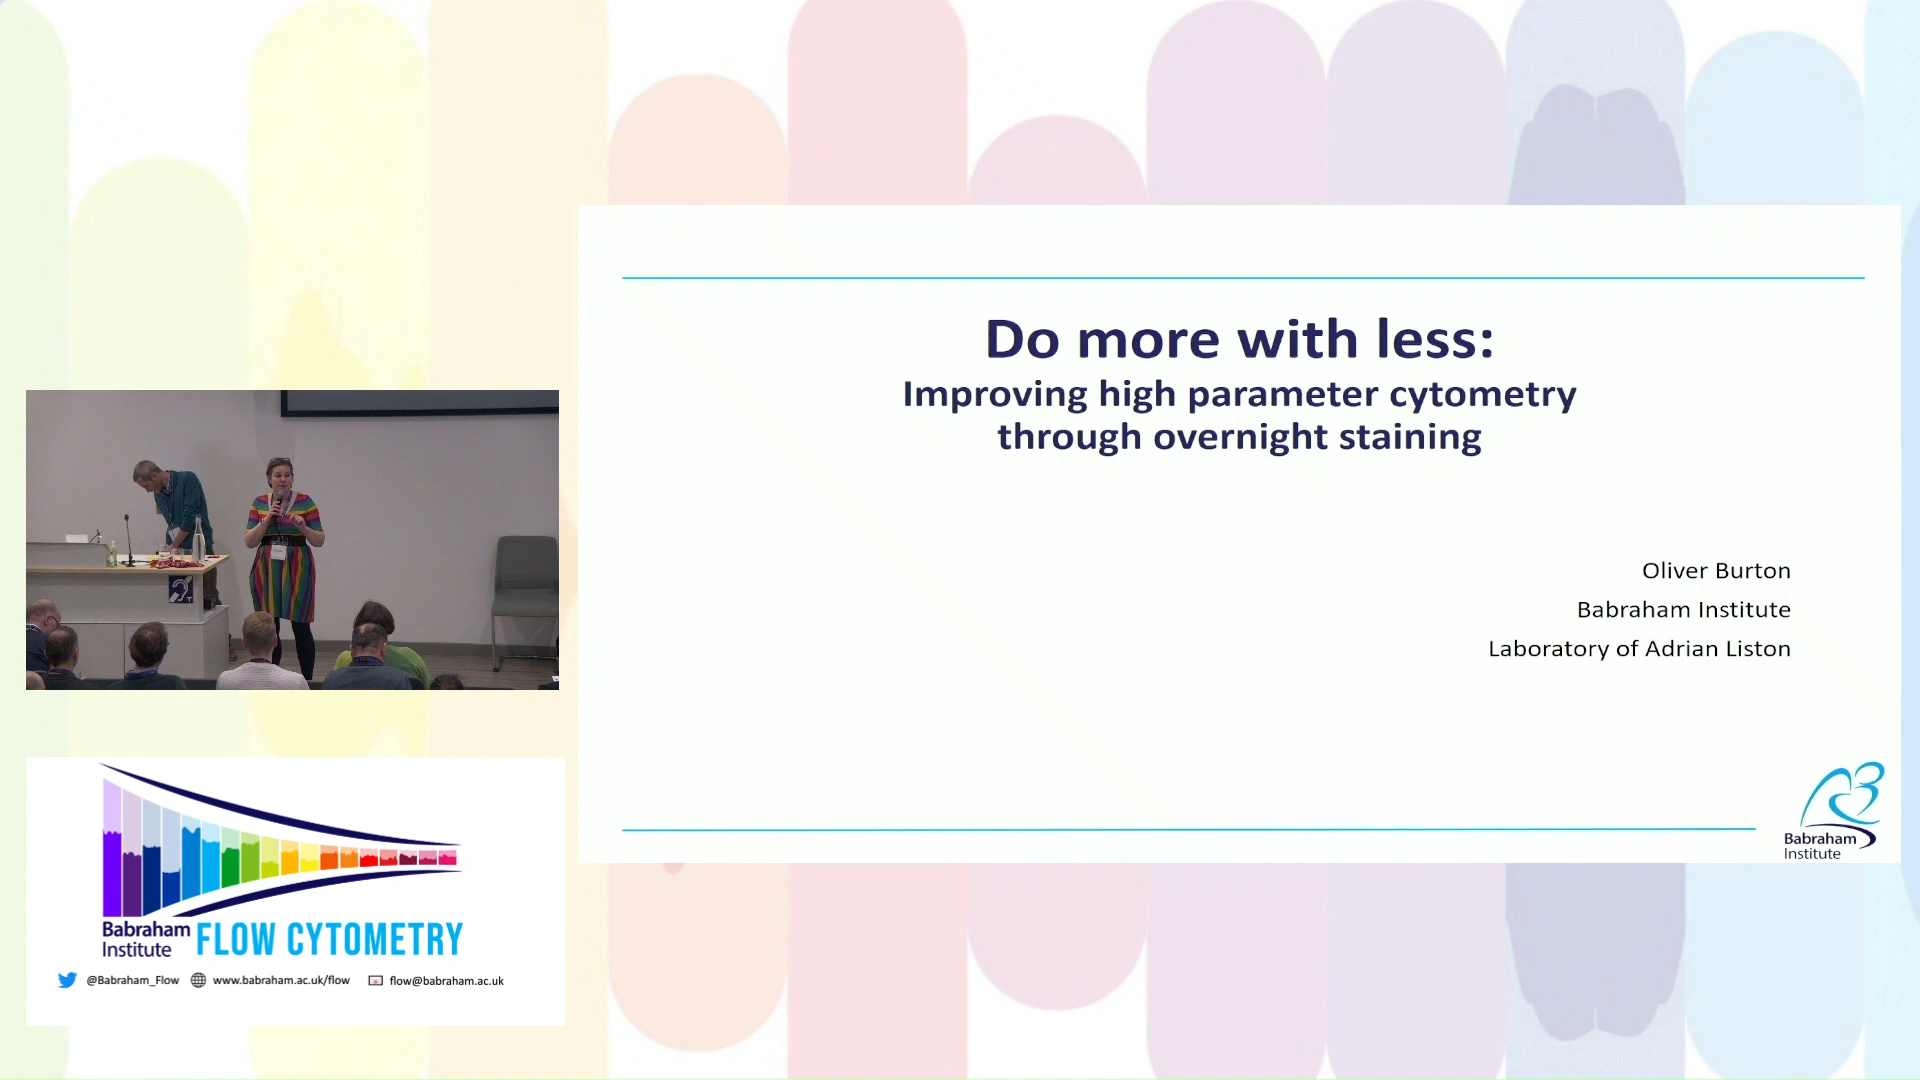 Do more with less:
Improving high parameter cytometry
through overnight staining
Oliver Burton
Babraham Institute
Laboratory of Adrian Liston
Babraham
Institute
Babraham
Institute
FLOW CYTOMETRY
@Babraham_Flow www.babraham.ac.uk/flow flow@babraham.ac.uk